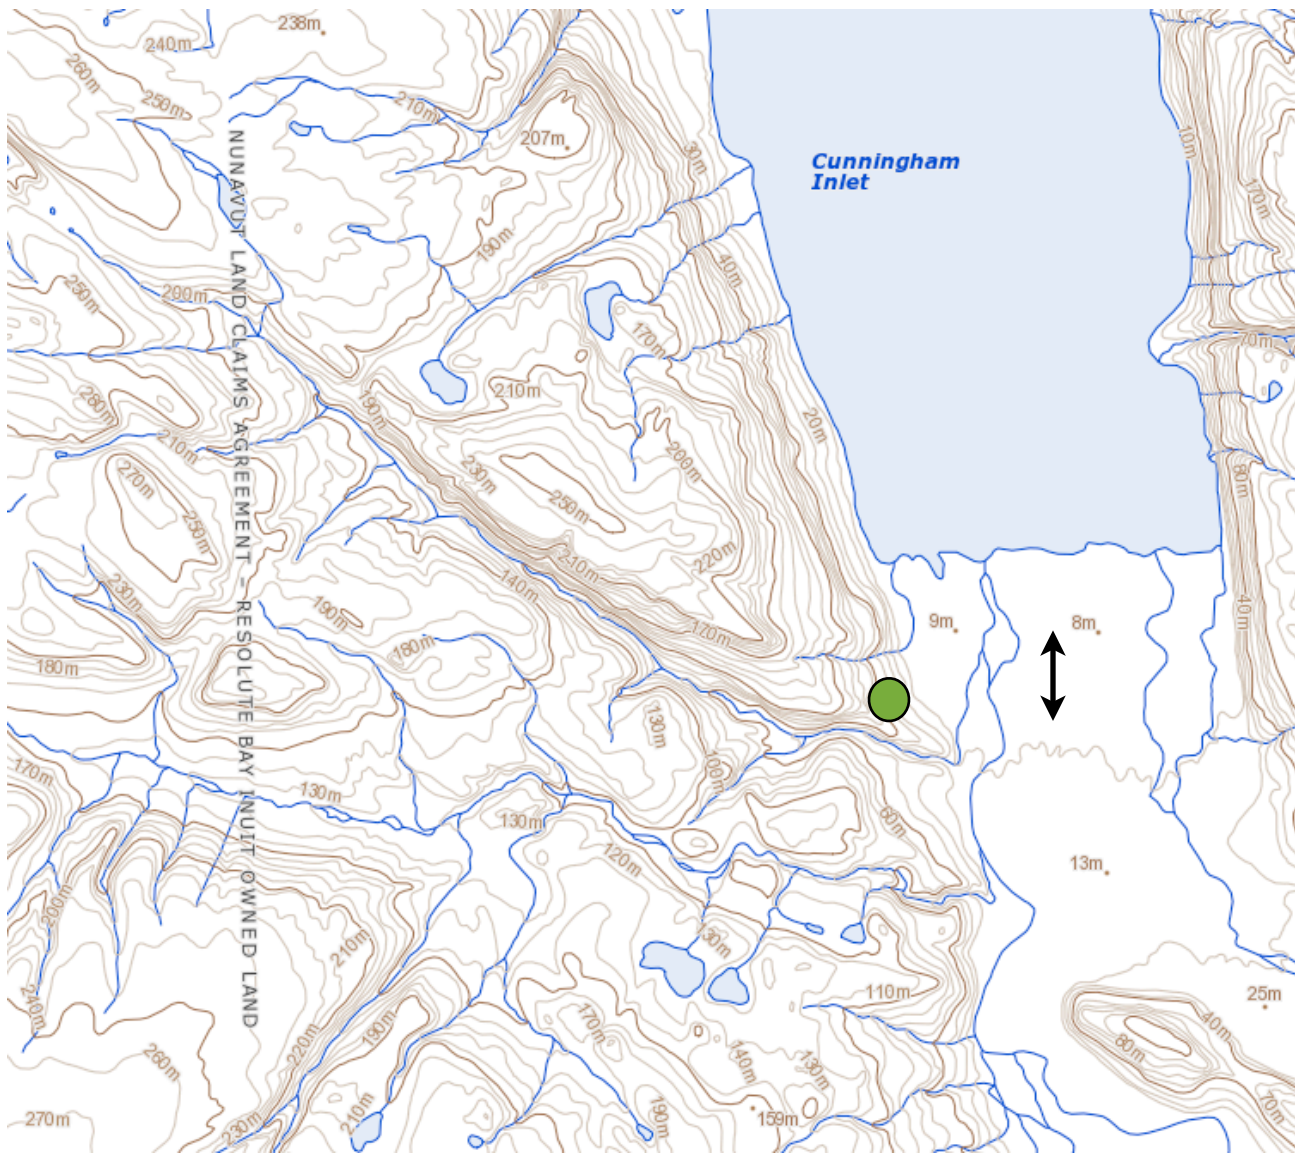 238m
240m
260m
250m
210m
207m
30m
10m
Cunningham
Inlet
170m
190m
40m
250m
200m
170m
70m
280m
190m
210m
20m
210m
230m
200m
270m
250m
250m
80m
220m
210m
140m
230m
190m
170m
9m
8m
40m
180m
180m
130m
100m
170m
130m
130m
60m
120m
13m
200m
210m
130m
110m
25m
240m
190m
170m
220m
40m
80m
140m
130m
260m
270m
210m
230m
190m
159m
70m
NUNAVUT LAND CLAIMS AGREEMENT – RESOLUTE BAY INUIT OWNED LAND